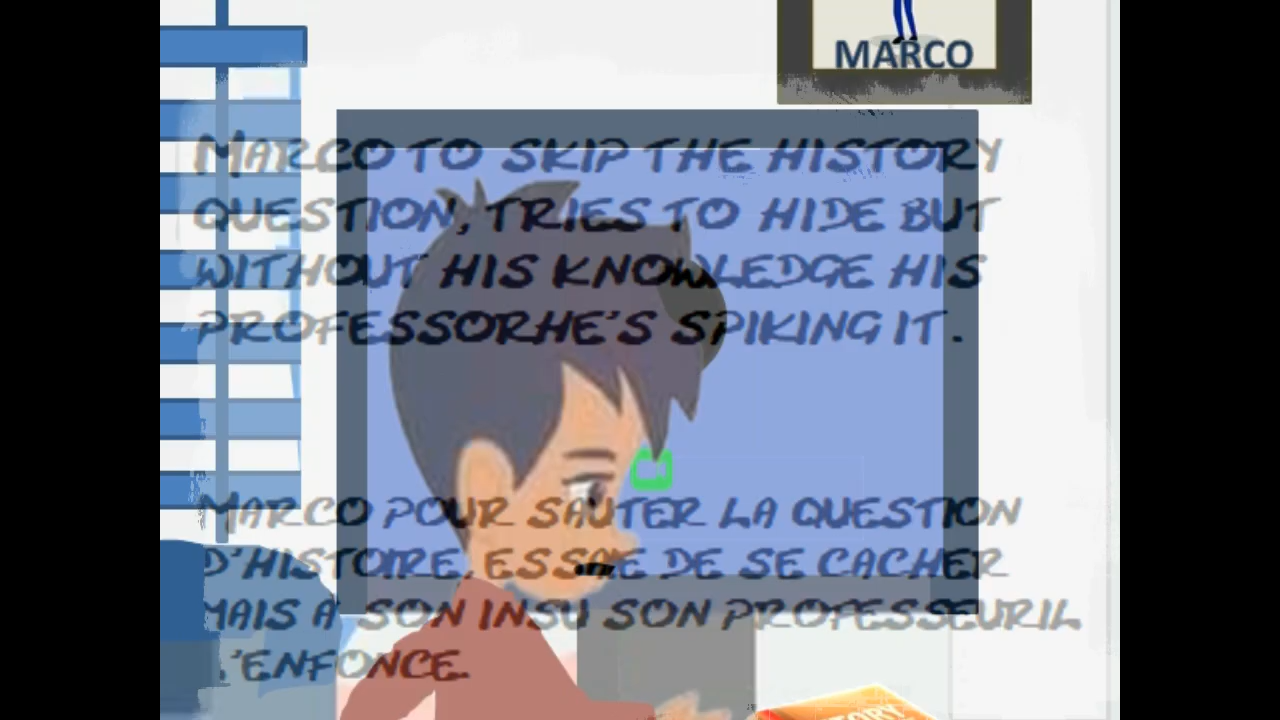 MARCO
MARCO TO SKIP THE HISTORY
QUESTION, TRIES TO HIDE BUT
WITHOUT HIS KNOWLEDGE HIS
PROFESSORHE'S SPIKING IT.
MARCO POUR SAUTER LA QUESTION
D'HISTOIRE, ESSAIE DE SE CACHER
MAIS A SON INSU SON PROFESSEURIL
L'ENFONCE.